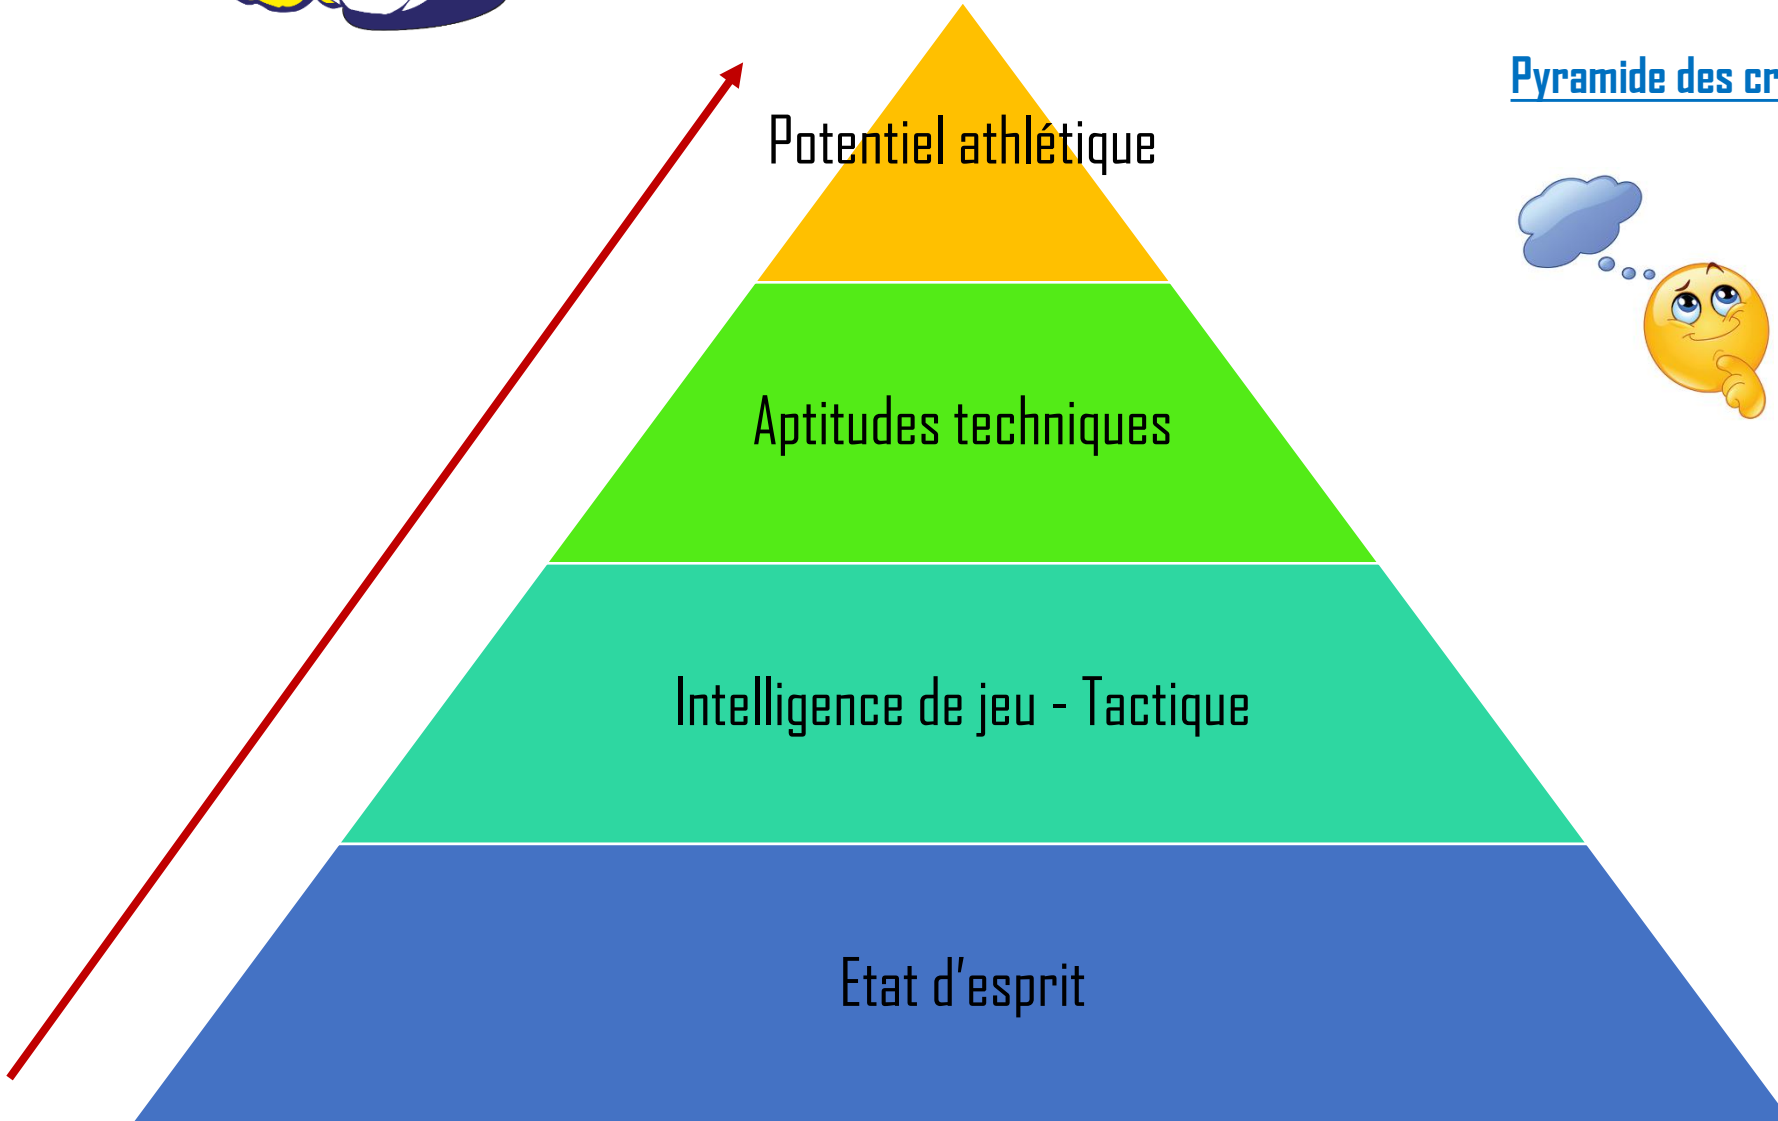 Pyramide des cr
Potentiel athlétique
Aptitudes techniques
Intelligence de jeu - Tactique
Etat d'esprit